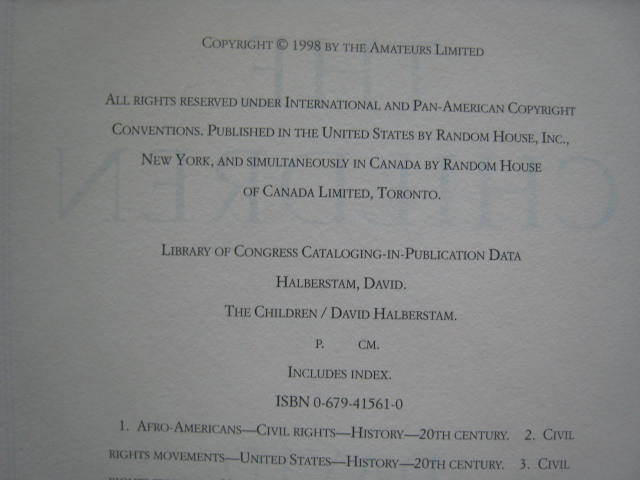 COPYRIGHT © 1998 BY THE AMATEURS LIMITED
ALL RIGHTS RESERVED UNDER INTERNATIONAL AND PAN-AMERICAN COPYRIGHT
CONVENTIONS. PUBLISHED IN THE UNITED STATES BY RANDOM HOUSE, INC.,
NEW YORK, AND SIMULTANEOUSLY IN CANADA BY RANDOM HOUSE
OF CANADA LIMITED, TORONTO.
LIBRARY OF CONGRESS CATALOGING-IN-PUBLICATION DATA
HALBERSTAM, DAVID.
THE CHILDREN / DAVID HALBERSTAM.
P. CM.
INCLUDES INDEX.
ISBN 0-679-41561-0
1. AFRO-AMERICANS—CIVIL RIGHTS—HISTORY—20TH CENTURY. 2. CIVIL
RIGHTS MOVEMENTS—UNITED STATES—HISTORY—20TH CENTURY. 3. CIVIL